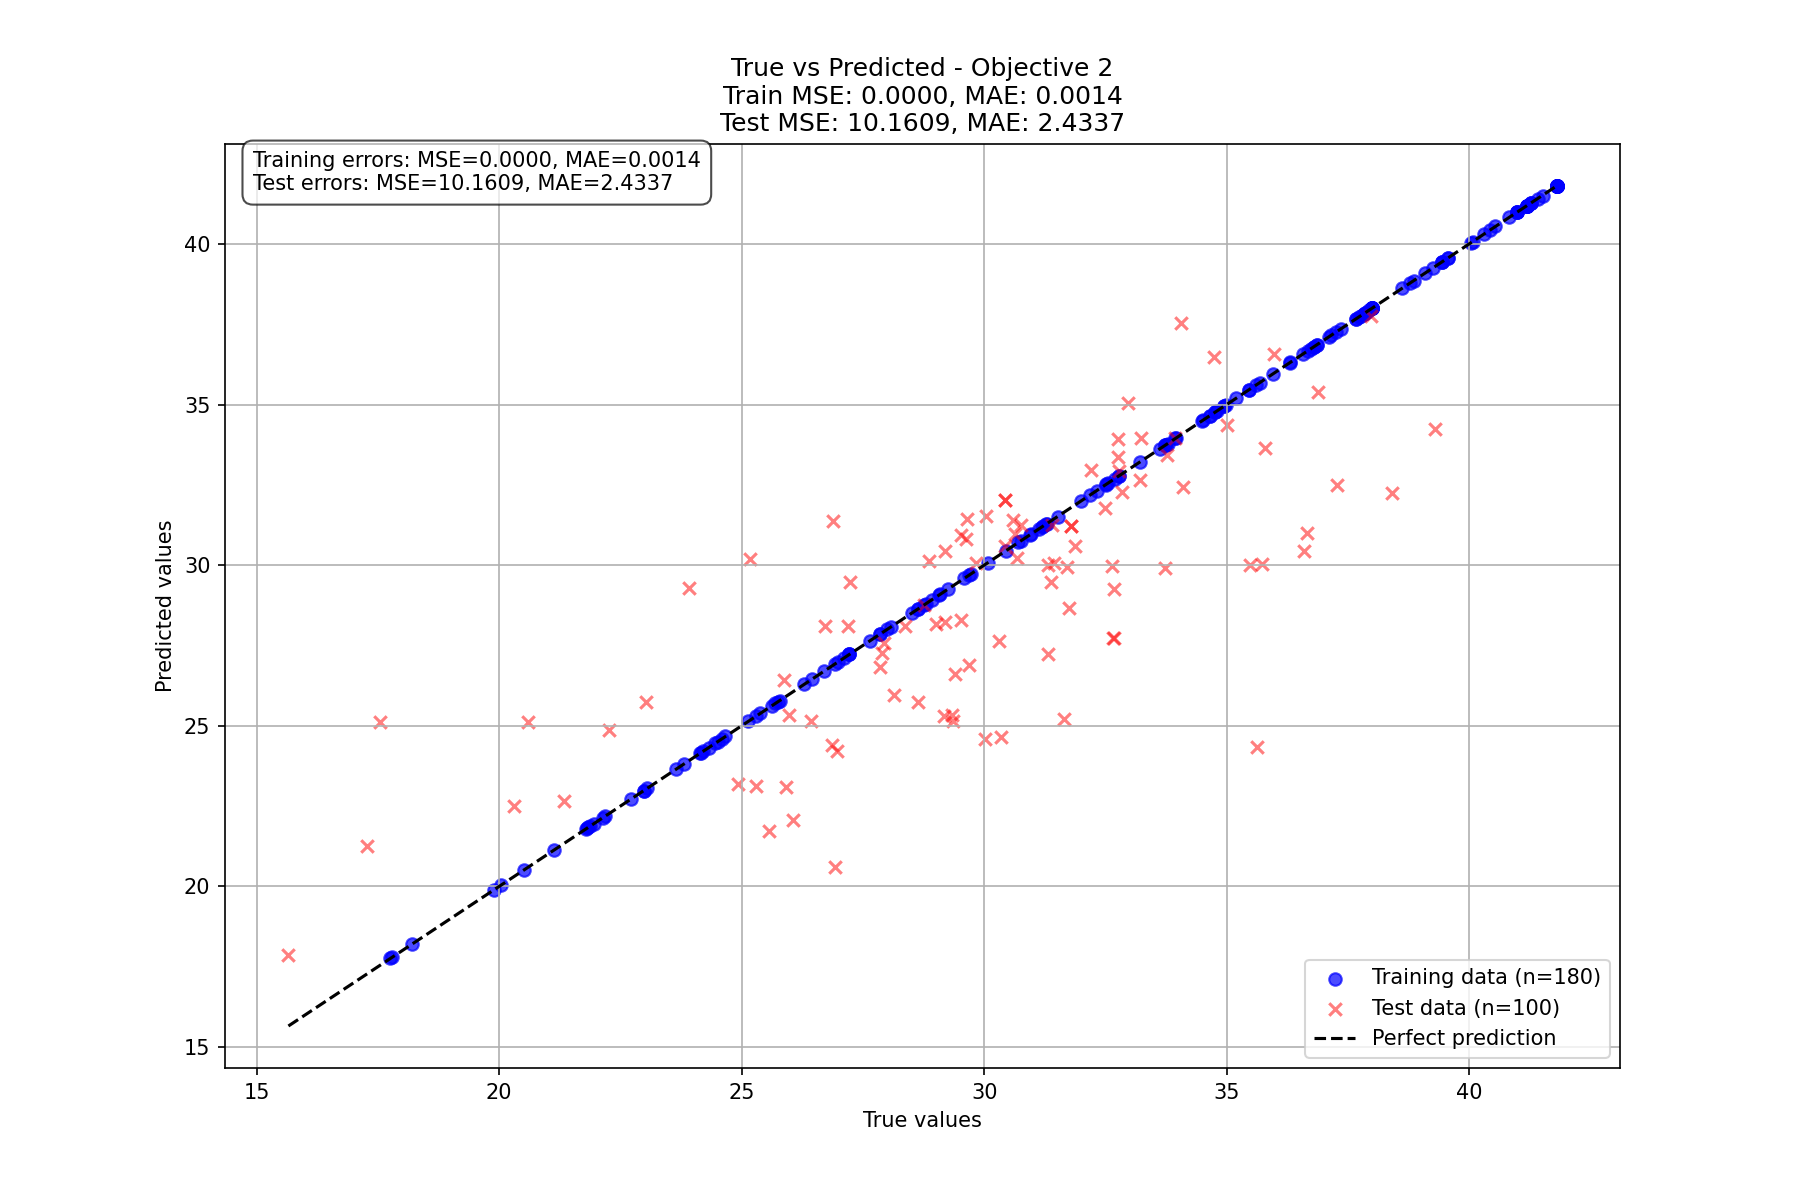 True vs Predicted - Objective 2
Train MSE: 0.0000, MAE: 0.0014
Test MSE: 10.1609, MAE: 2.4337
Training errors: MSE=0.0000, MAE=0.0014
Test errors: MSE=10.1609, MAE=2.4337
40
35
30
25
20
15
Predicted values
Training data (n=180)
Test data (n=100)
Perfect prediction
15 20 25 30 35 40
True values